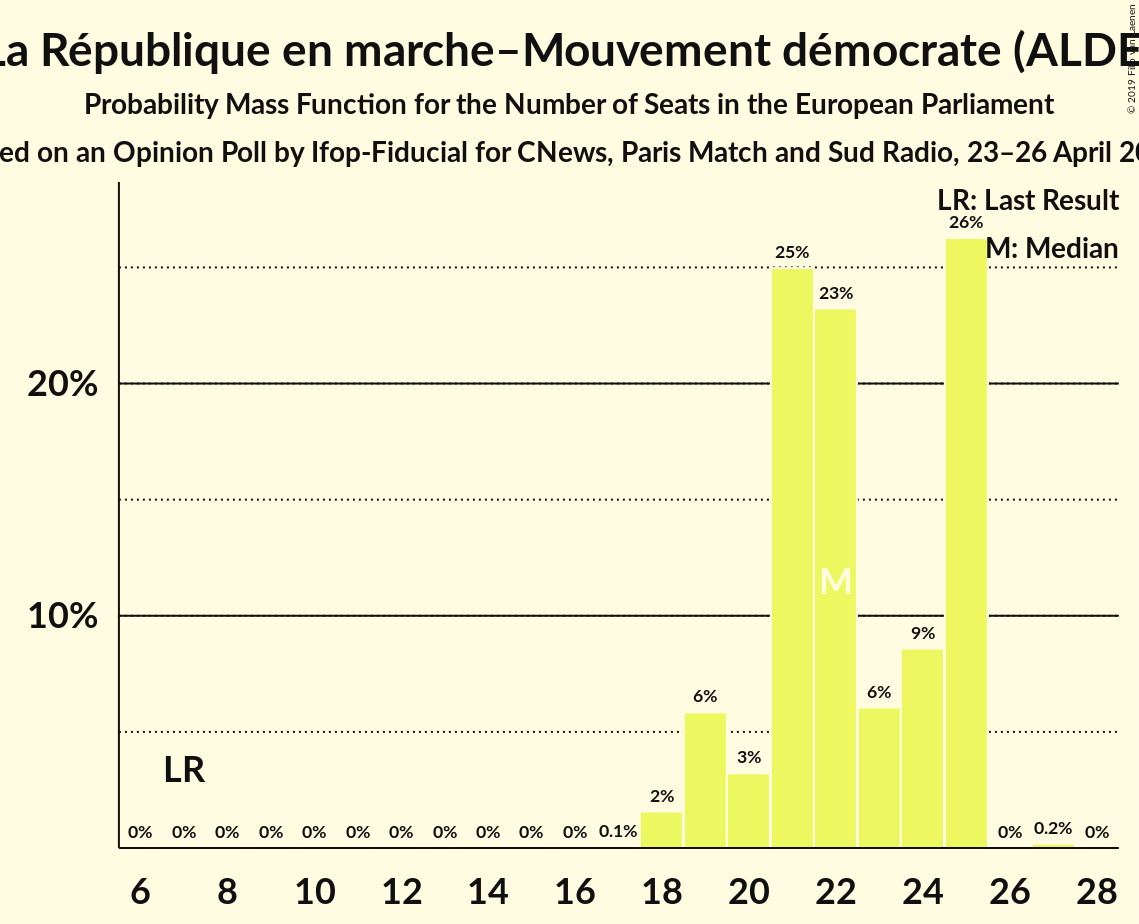 La République en marche–Mouvement démocrate (ALDE
Probability Mass Function for the Number of Seats in the European Parliament
ed on an Opinion Poll by Ifop-Fiducial for CNews, Paris Match and Sud Radio, 23–26 April 20
© 2019
LR: Last Result
M: Median
26%
25%
23%
20%
M
10%
9%
6%
6%
3%
LR
2%
0% 0% 0% 0% 0% 0% 0% 0% 0% 0% 0% 0.1% 0% 0.2% 0%
6 8 10 12 14 16 18 20 22 24 26 28